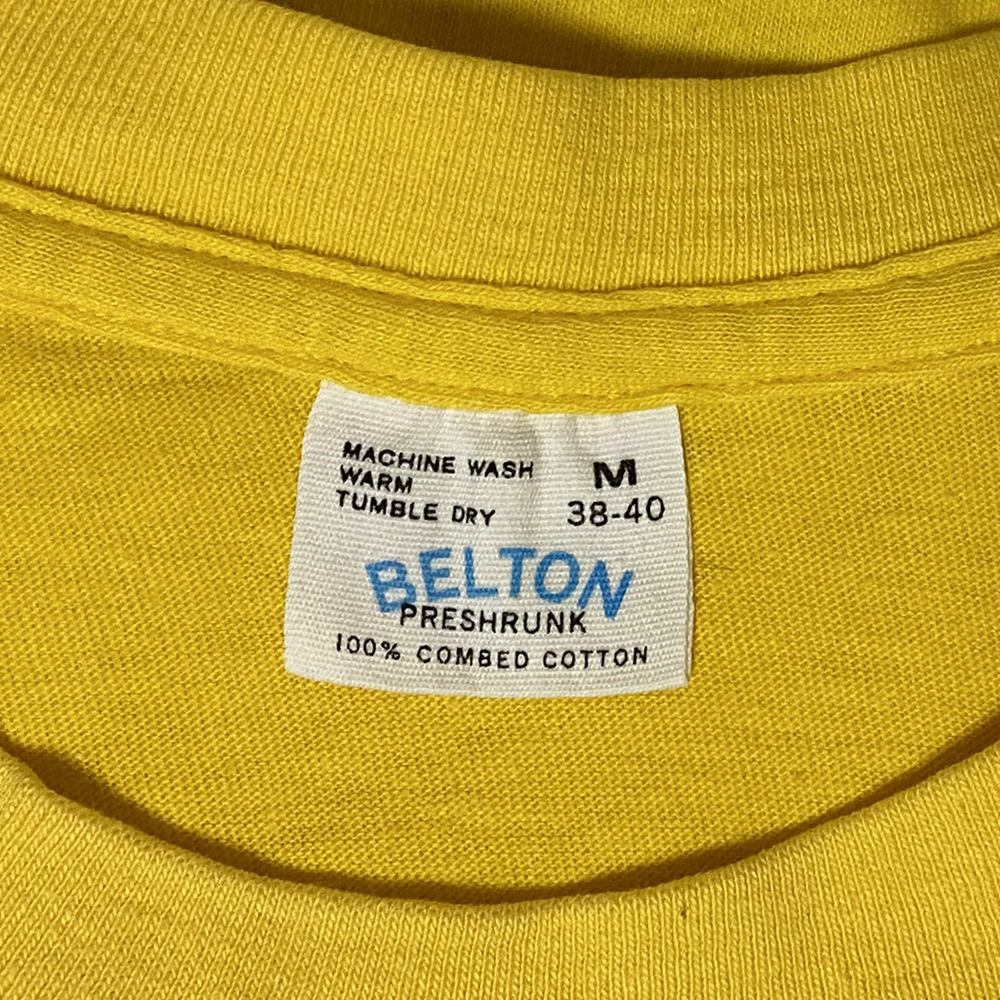 MACHINE WASH
WARM
TUMBLE DRY
M
38-40
BELTON
PRESHRUNK
100% COMBED COTTON